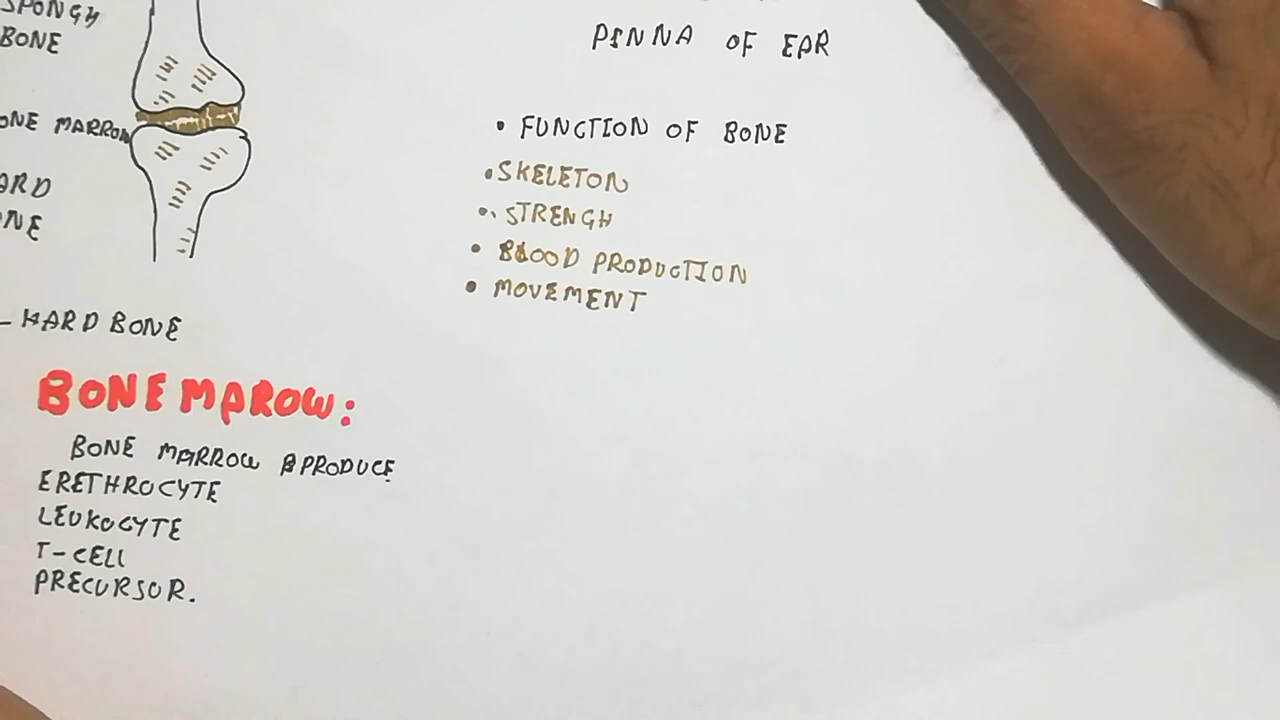 SPONGY
BONE
ONE MARROW
ARD
NE
- HARD BONE
BONE MAROW:
BONE MARROW PRODUCE
ERETHROCYTE
LEUKOCYTE
T-CELL
PRECURSOR.
PINNA OF EAR
• FUNCTION OF BONE
• SKELETON
• STRENGH
• BLOOD PRODUCTION
• MOVEMENT